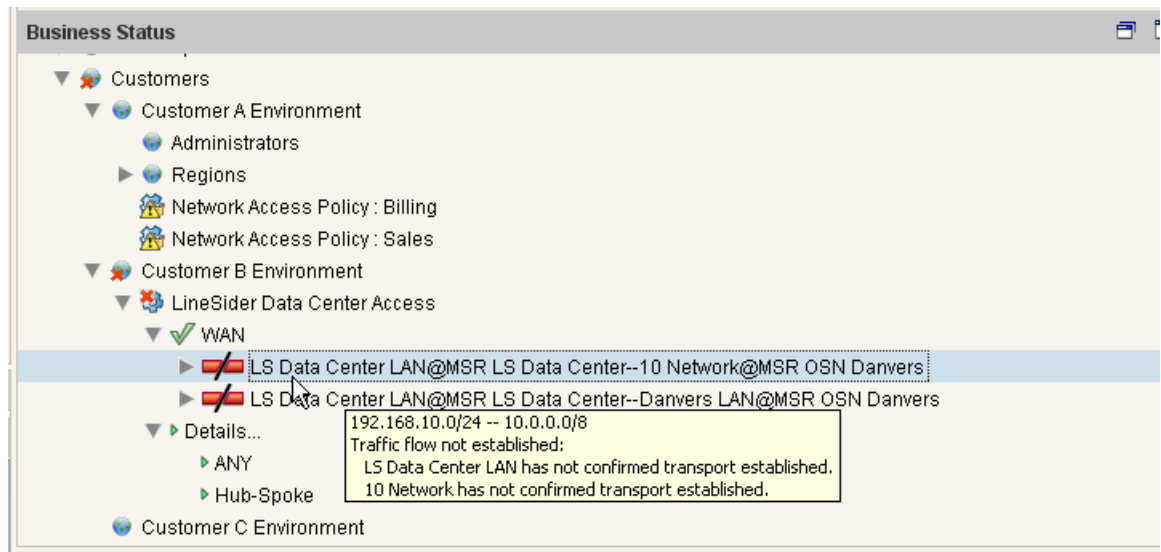 Business Status
Customers
Customer A Environment
Administrators
Regions
Network Access Policy : Billing
Network Access Policy : Sales
Customer B Environment
LineSider Data Center Access
WAN
LS Data Center LAN@MSR LS Data Center--10 Network@MSR OSN Danvers
LS Data Center LAN@MSR LS Data Center--Danvers LAN@MSR OSN Danvers
192.168.10.0/24 -- 10.0.0.0/8
Traffic flow not established:
LS Data Center LAN has not confirmed transport established.
10 Network has not confirmed transport established.
Details...
ANY
Hub-Spoke
Customer C Environment